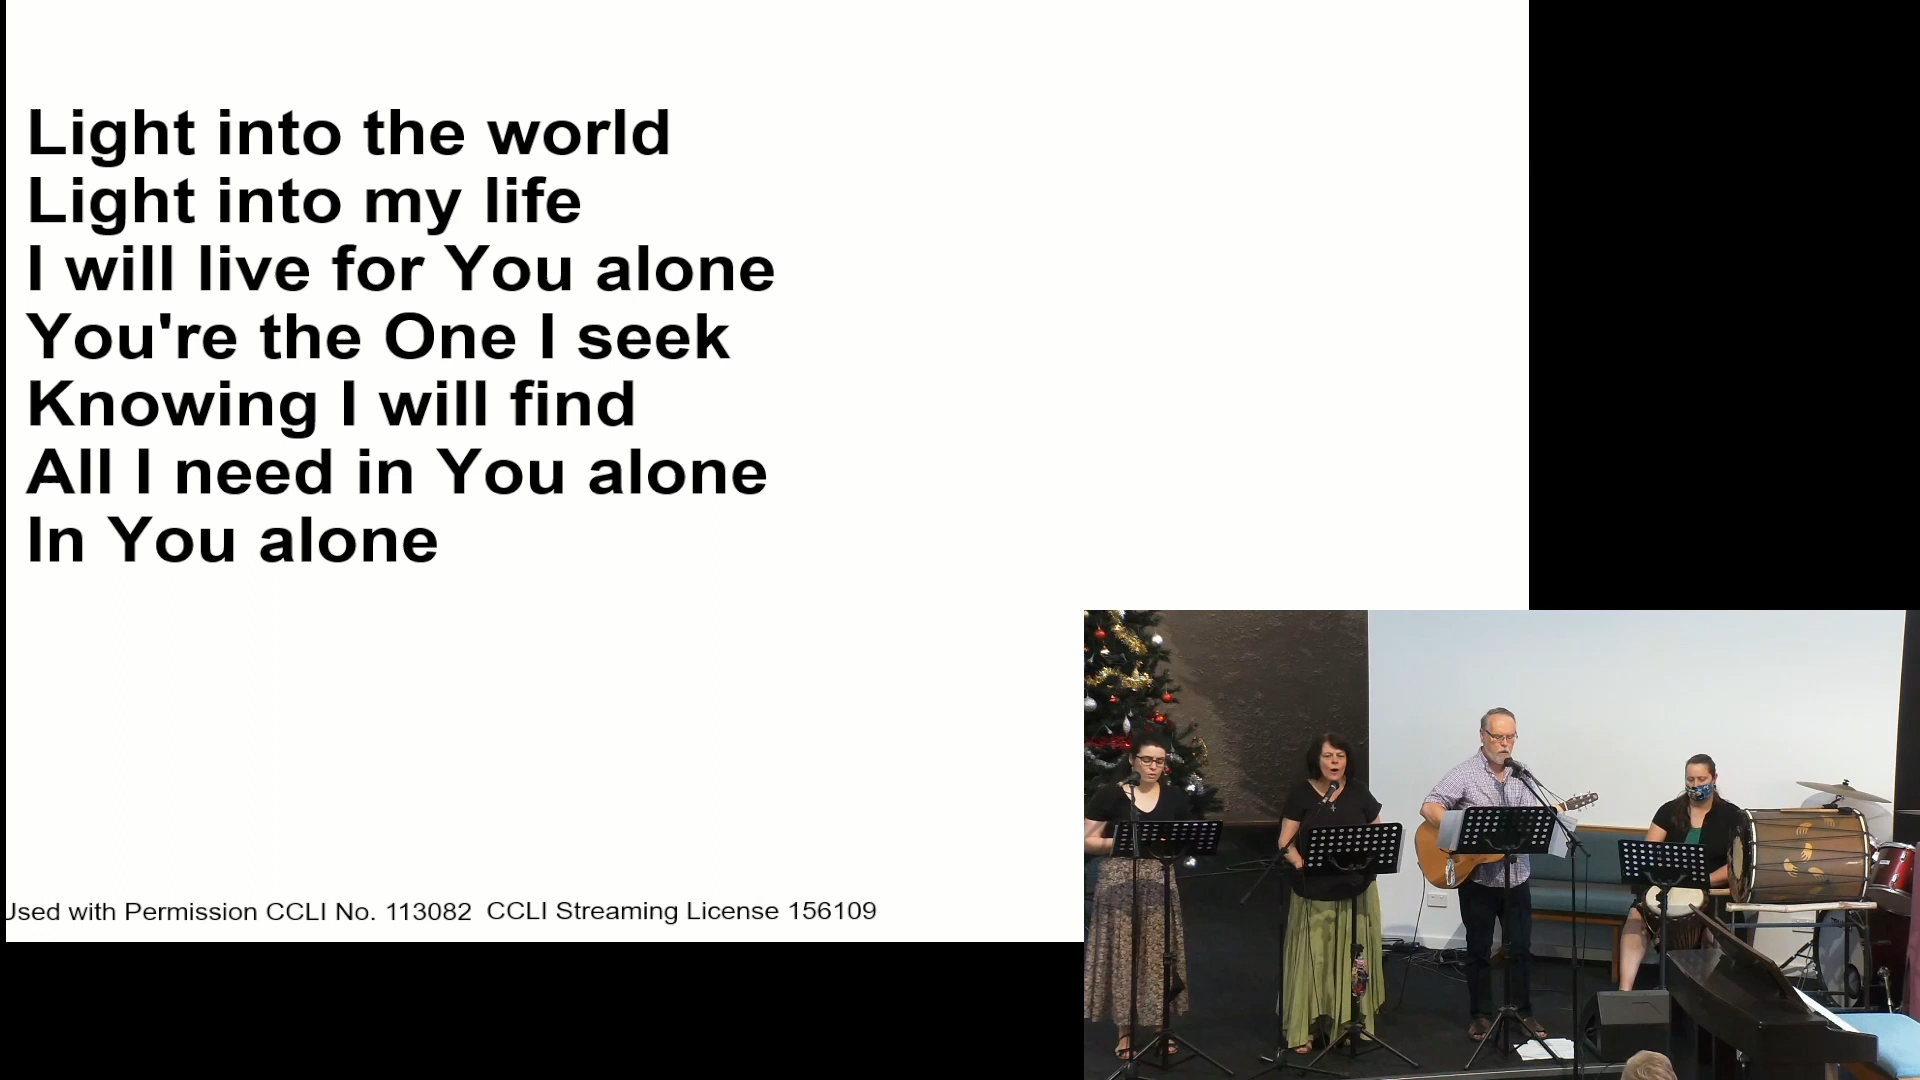 Light into the world
Light into my life
I will live for You alone
You're the One I seek
Knowing I will find
All I need in You alone
In You alone
Used with Permission CCLI No. 113082 CCLI Streaming License 156109